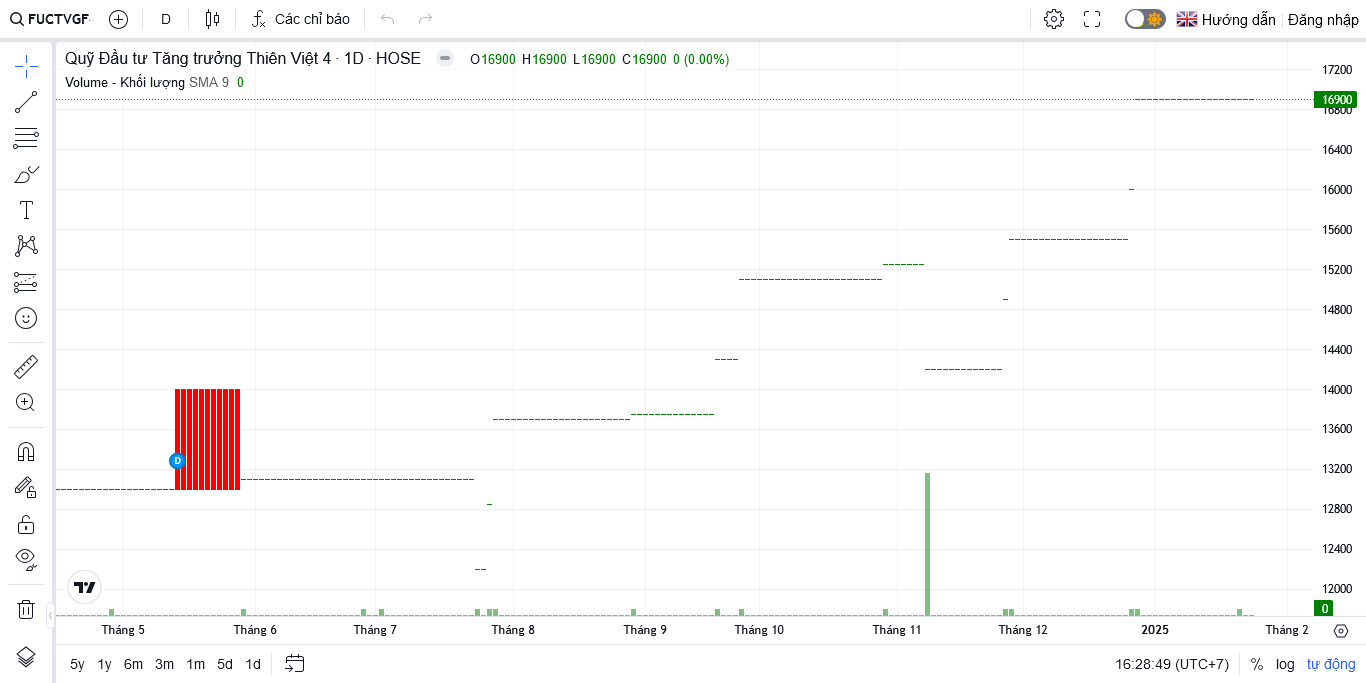 FUCTVGF D Các chỉ báo Hướng dẫn Đăng nhập
Quỹ Đầu tư Tăng trưởng Thiên Việt 4 · 1D · HOSE O16900 H16900 L16900 C16900 0 (0.00%)
Volume - Khối lượng SMA 9 0
17200
16900
16800
16400
16000
15600
15200
14800
14400
14000
13600
13200
12800
12400
12000
0
D
Tháng 5 Tháng 6 Tháng 7 Tháng 8 Tháng 9 Tháng 10 Tháng 11 Tháng 12 2025 Tháng 2
5y 1y 6m 3m 1m 5d 1d 16:28:49 (UTC+7) % log tự động